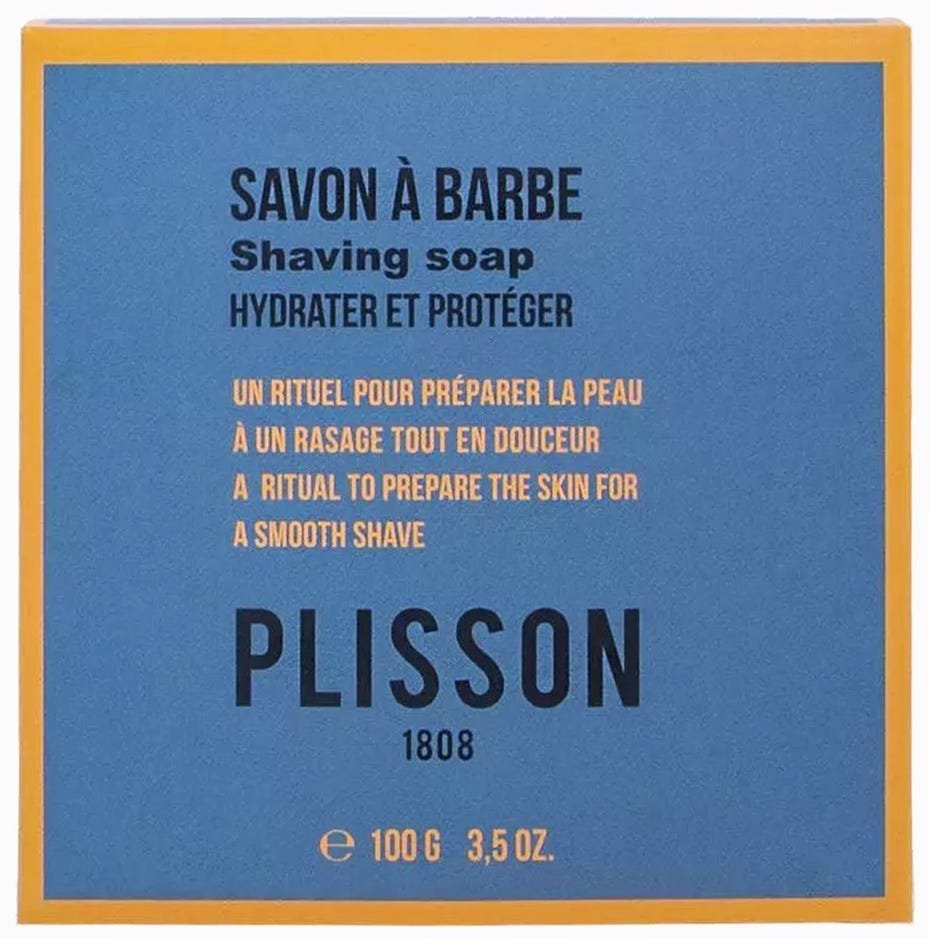 SAVON À BARBE
Shaving soap
HYDRATER ET PROTÉGER
UN RITUEL POUR PRÉPARER LA PEAU
À UN RASAGE TOUT EN DOUCEUR
A RITUAL TO PREPARE THE SKIN FOR
A SMOOTH SHAVE
PLISSON
1808
℮ 100 G 3,5 OZ.